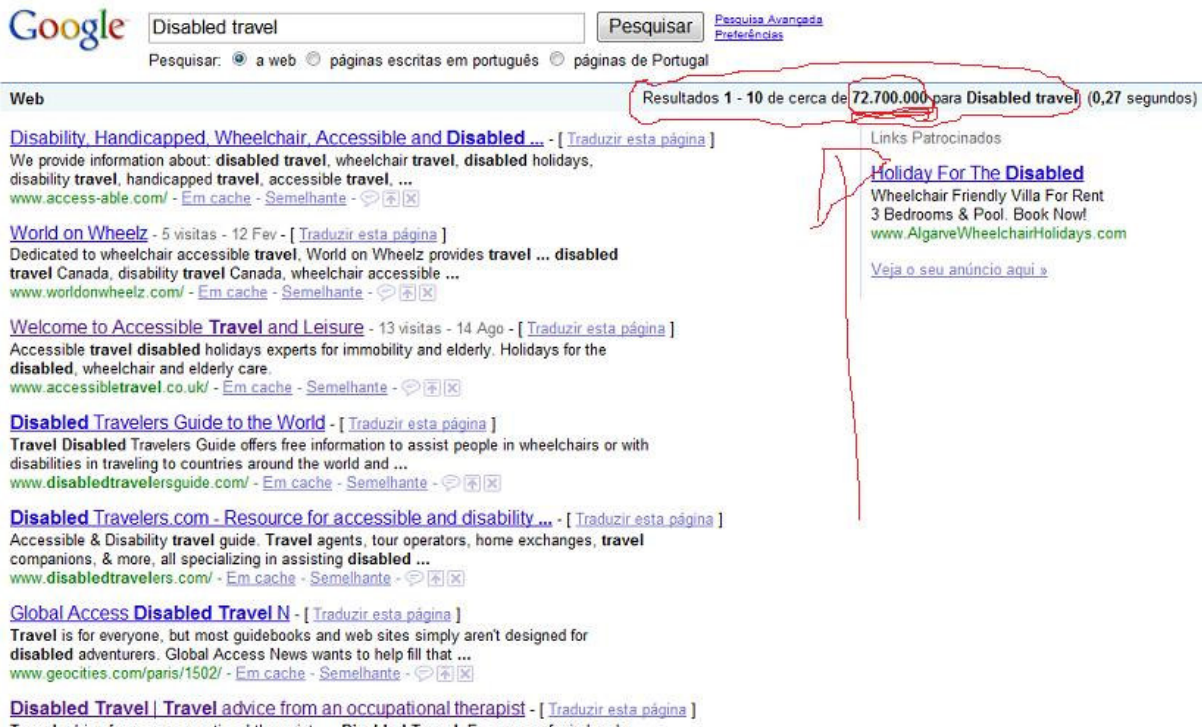 Google Disabled travel Pesquisar Pesquisa Avançada
Preferências
Pesquisar: a web páginas escritas em português páginas de Portugal
Web Resultados 1 - 10 de cerca de 72.700.000 para Disabled travel (0,27 segundos)
Disability, Handicapped, Wheelchair, Accessible and Disabled ... - [ Traduzir esta página ]
We provide information about: disabled travel, wheelchair travel, disabled holidays,
disability travel, handicapped travel, accessible travel, ...
www.access-able.com/ - Em cache - Semelhante -
World on Wheelz - 5 visitas - 12 Fev - [ Traduzir esta página ]
Dedicated to wheelchair accessible travel, World on Wheelz provides travel ... disabled
travel Canada, disability travel Canada, wheelchair accessible ...
www.worldonwheelz.com/ - Em cache - Semelhante -
Welcome to Accessible Travel and Leisure - 13 visitas - 14 Ago - [ Traduzir esta página ]
Accessible travel disabled holidays experts for immobility and elderly. Holidays for the
disabled, wheelchair and elderly care.
www.accessibletravel.co.uk/ - Em cache - Semelhante -
Disabled Travelers Guide to the World - [ Traduzir esta página ]
Travel Disabled Travelers Guide offers free information to assist people in wheelchairs or with
disabilities in traveling to countries around the world and ...
www.disabledtravelersguide.com/ - Em cache - Semelhante -
Disabled Travelers.com - Resource for accessible and disability ... - [ Traduzir esta página ]
Accessible & Disability travel guide. Travel agents, tour operators, home exchanges, travel
companions, & more, all specializing in assisting disabled ...
www.disabledtravelers.com/ - Em cache - Semelhante -
Global Access Disabled Travel N - [ Traduzir esta página ]
Travel is for everyone, but most guidebooks and web sites simply aren't designed for
disabled adventurers. Global Access News wants to help fill that ...
www.geocities.com/paris/1502/ - Em cache - Semelhante -
Disabled Travel | Travel advice from an occupational therapist - [ Traduzir esta página ]
Links Patrocinados
Holiday For The Disabled
Wheelchair Friendly Villa For Rent
3 Bedrooms & Pool. Book Now!
www.AlgarveWheelchairHolidays.com
Veja o seu anúncio aqui »